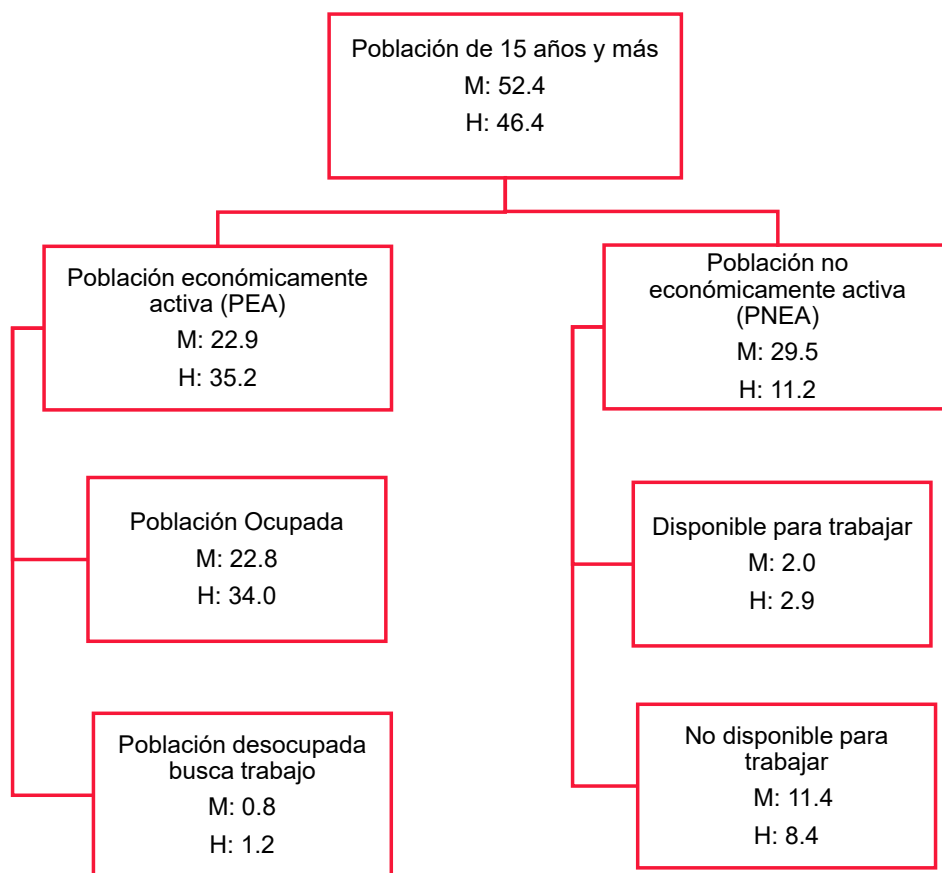 Población de 15 años y más
M: 52.4
H: 46.4
Población económicamente
activa (PEA)
M: 22.9
H: 35.2
Población no
económicamente activa
(PNEA)
M: 29.5
H: 11.2
Población Ocupada
M: 22.8
H: 34.0
Disponible para trabajar
M: 2.0
H: 2.9
Población desocupada
busca trabajo
M: 0.8
H: 1.2
No disponible para
trabajar
M: 11.4
H: 8.4